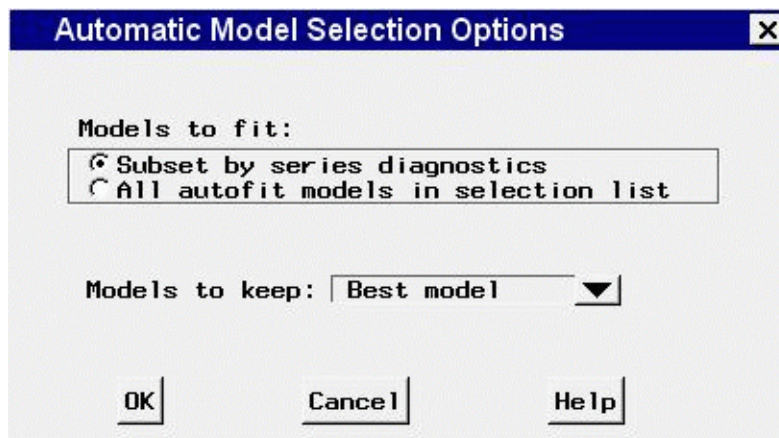 Automatic Model Selection Options
Models to fit:
Subset by series diagnostics
All autofit models in selection list
Models to keep: Best model
OK Cancel Help